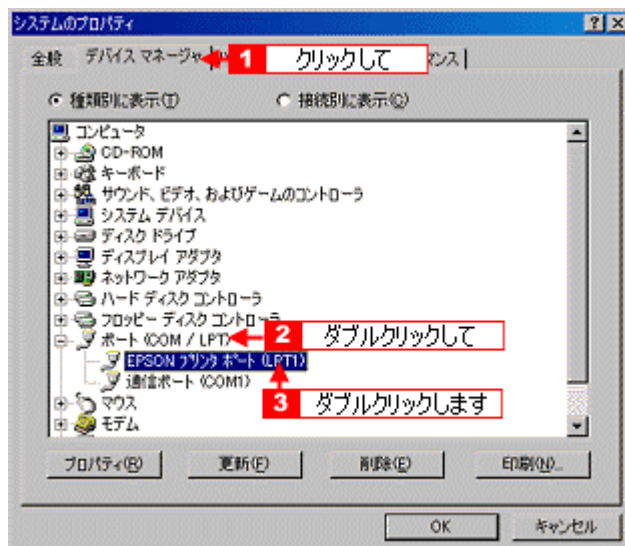 システムのプロパティ
全般 デバイス マネージャ 1 クリックして マンス
種類別に表示(T) 接続別に表示(C)
コンピュータ
CD-ROM
キーボード
サウンド、ビデオ、およびゲームのコントローラ
システム デバイス
ディスク ドライブ
ディスプレイ アダプタ
ネットワーク アダプタ
ハード ディスク コントローラ
フロッピー ディスク コントローラ
ポート (COM / LPT) 2 ダブルクリックして
EPSON プリンタ ポート (LPT1)
通信ポート (COM1)
3 ダブルクリックします
マウス
モデム
プロパティ(R) 更新(F) 削除(E) 印刷(N)...
OK キャンセル